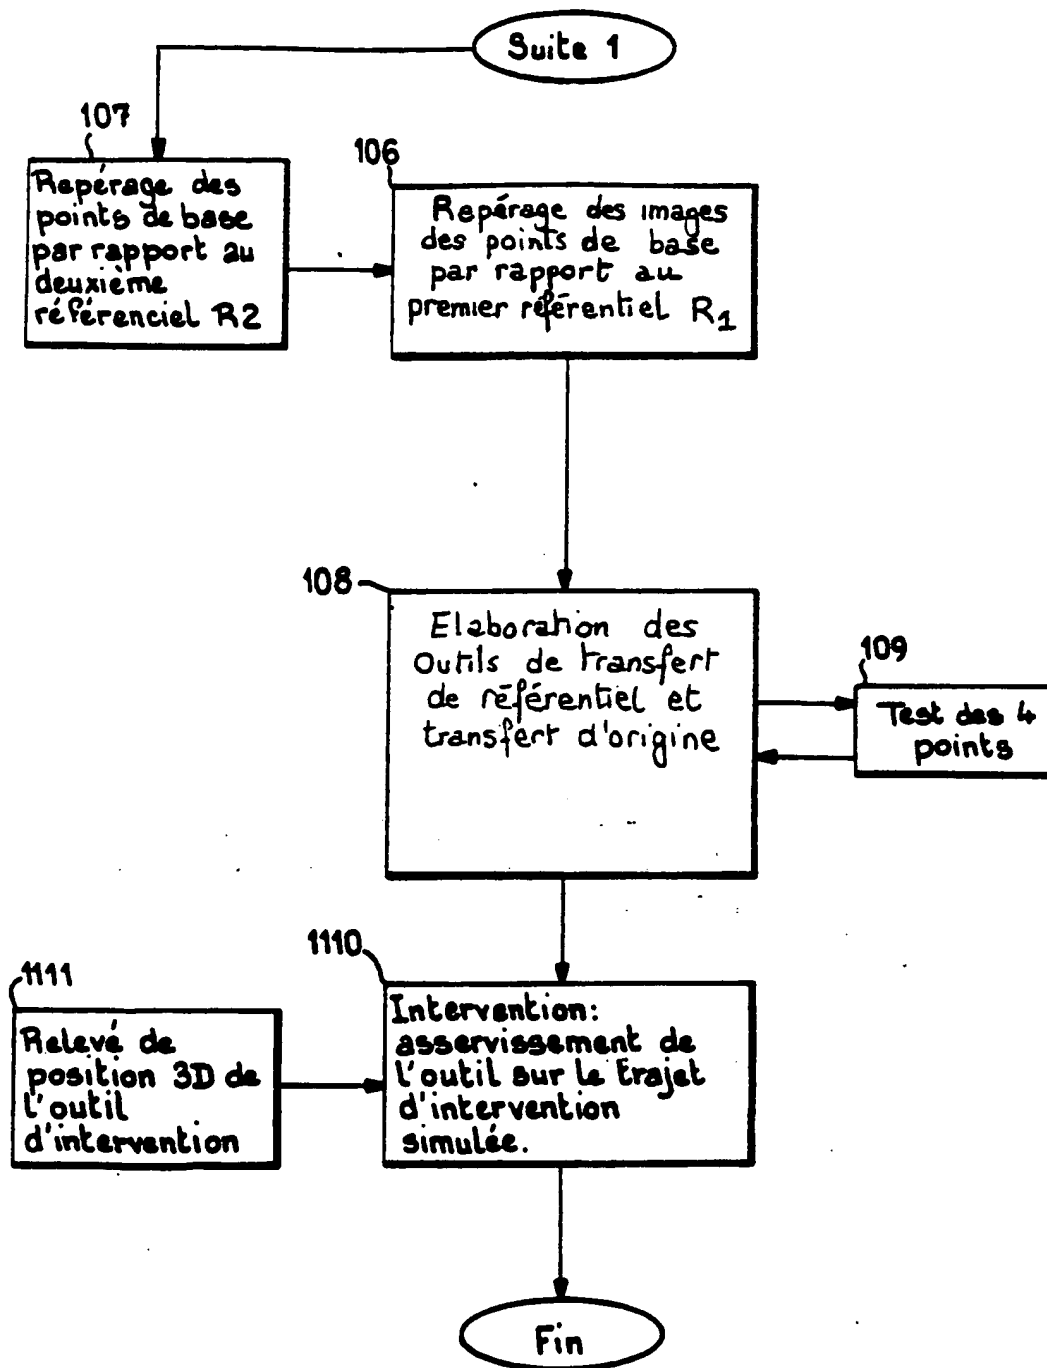 Suite 1
107
Repérage des
points de base
par rapport au
deuxième
référenciel R2
106
Repérage des images
des points de base
par rapport au
premier référentiel R1
108
Elaboration des
Outils de transfert
de référentiel et
transfert d'origine
109
Test des 4
points
1111
Relevé de
position 3D de
l'outil
d'intervention
1110
Intervention:
asservissement de
l'outil sur le trajet
d'intervention
simulée.
Fin